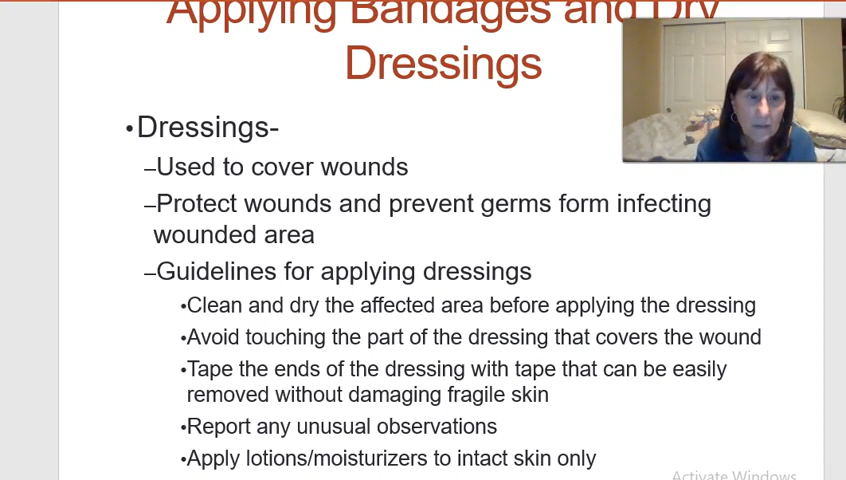 Applying Bandages and Dry
Dressings
•Dressings-
–Used to cover wounds
–Protect wounds and prevent germs form infecting
wounded area
–Guidelines for applying dressings
•Clean and dry the affected area before applying the dressing
•Avoid touching the part of the dressing that covers the wound
•Tape the ends of the dressing with tape that can be easily
removed without damaging fragile skin
•Report any unusual observations
•Apply lotions/moisturizers to intact skin only
Activate Windows